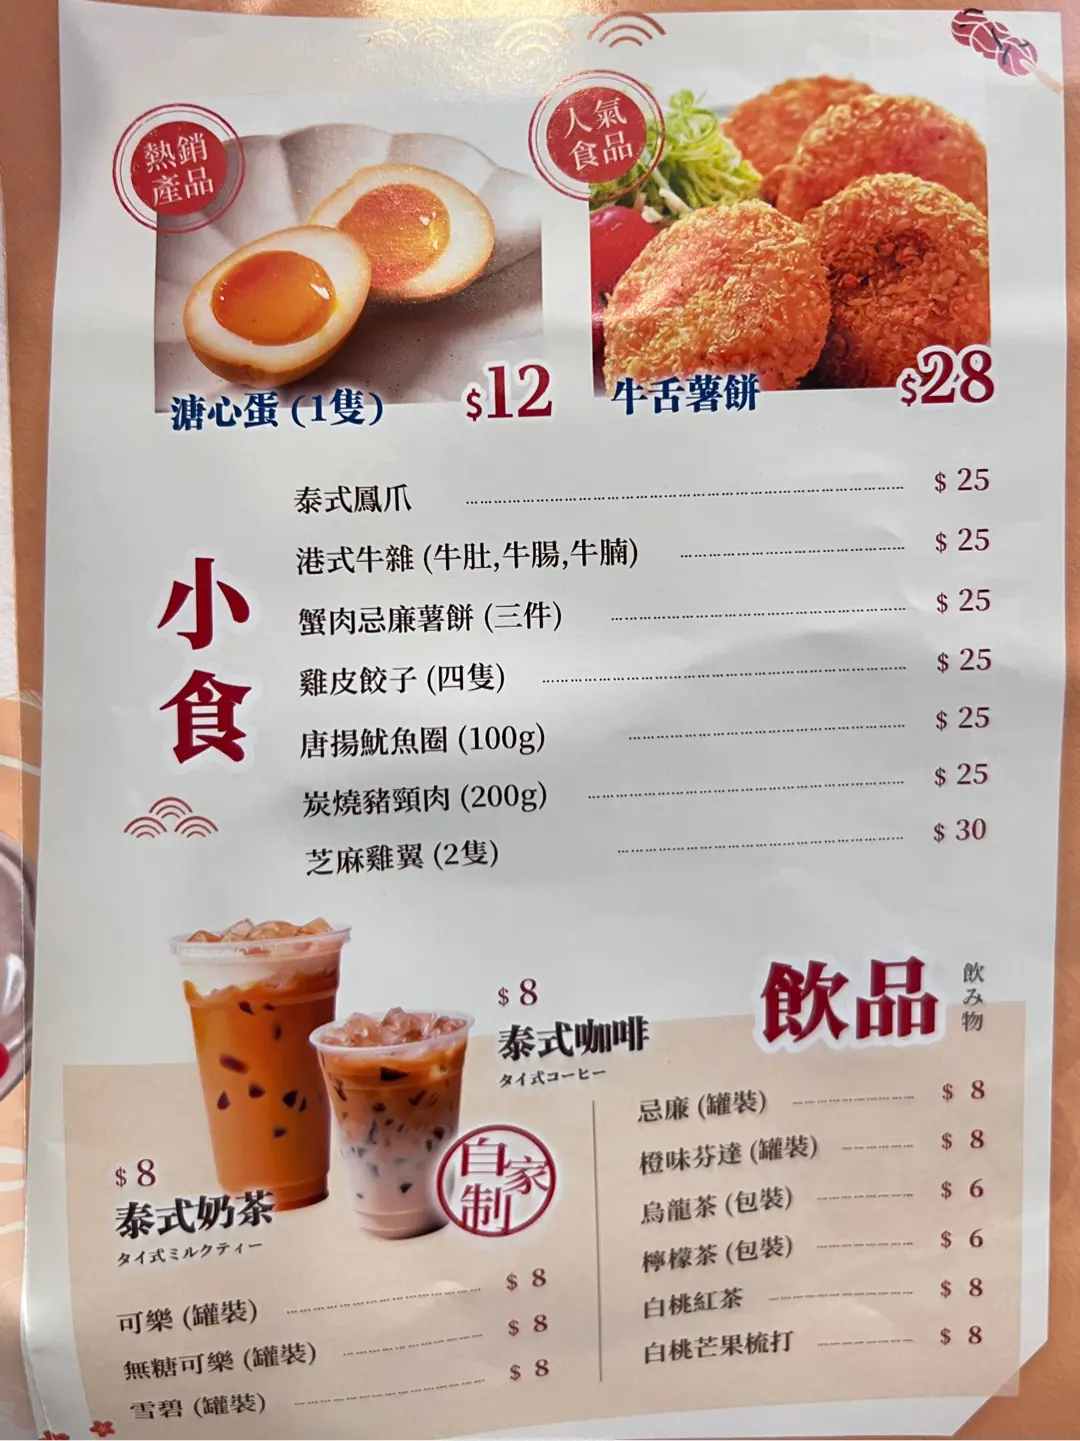 熱銷
產品
人氣
食品
溏心蛋 (1隻) $12
牛舌薯餅 $28
小食
泰式鳳爪 $ 25
港式牛雜 (牛肚,牛腸,牛腩) $ 25
蟹肉忌廉薯餅 (三件) $ 25
雞皮餃子 (四隻) $ 25
唐揚魷魚圈 (100g) $ 25
炭燒豬頸肉 (200g) $ 25
芝麻雞翼 (2隻) $ 30
飲品
飲み物
$ 8
泰式咖啡
タイ式コーヒー
自家制
$ 8
泰式奶茶
タイ式ミルクティー
可樂 (罐裝) $ 8
無糖可樂 (罐裝) $ 8
雪碧 (罐裝) $ 8
忌廉 (罐裝) $ 8
橙味芬達 (罐裝) $ 8
烏龍茶 (包裝) $ 6
檸檬茶 (包裝) $ 6
白桃紅茶 $ 8
白桃芒果梳打 $ 8